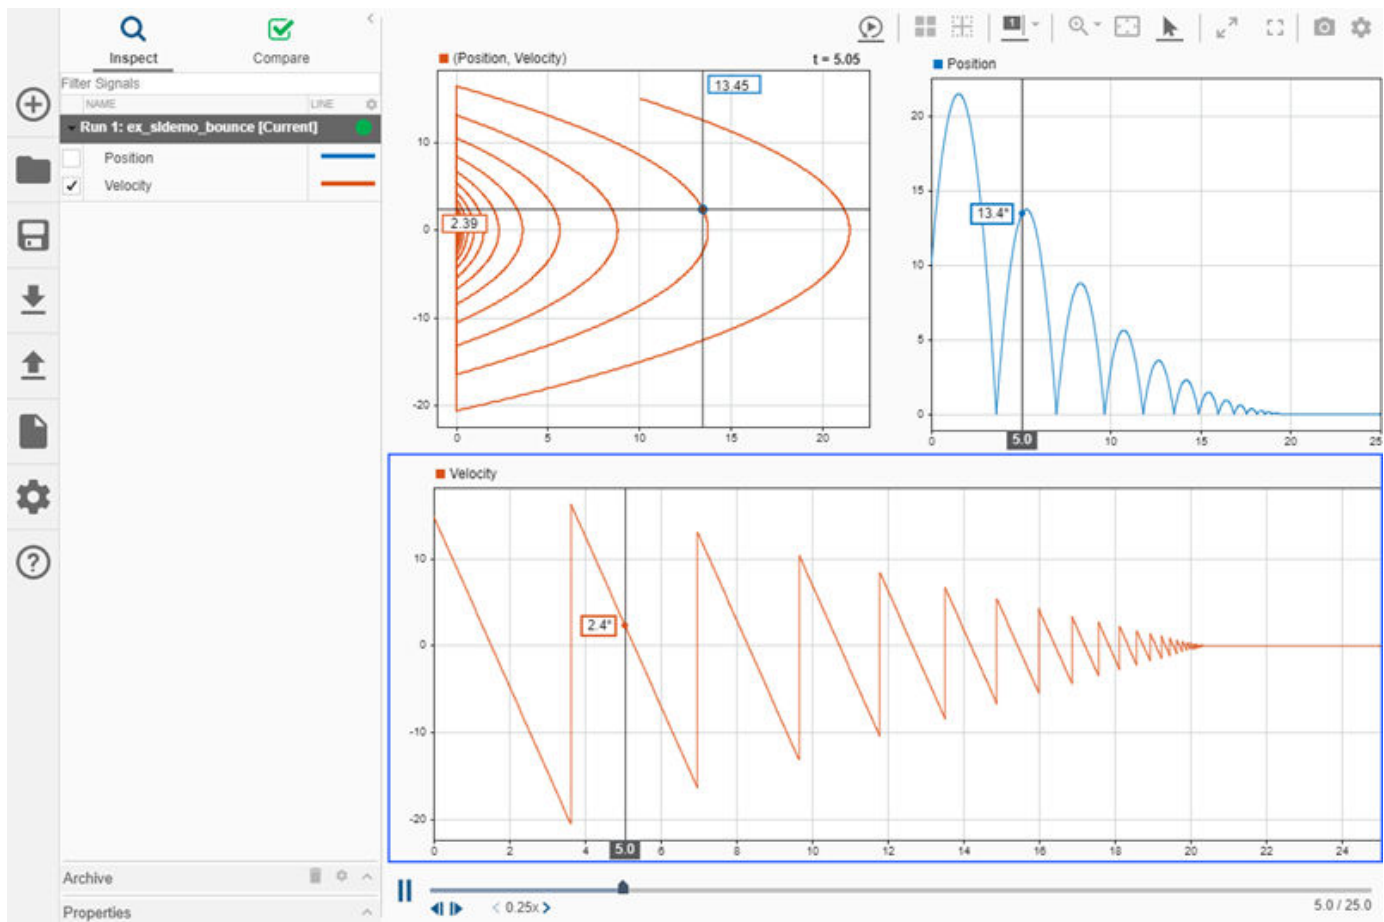 Inspect
Compare
Filter Signals
NAME LINE
Run 1: ex_sldemo_bounce [Current]
Position
Velocity
Archive
Properties
1
(Position, Velocity) t = 5.05
13.45
10
0
-10
-20
2.39
0 5 10 15 20
Position
20
15
10
5
0
13.4*
0 5.0 10 15 20 25
Velocity
10
0
-10
-20
2.4*
0 2 4 5.0 6 8 10 12 14 16 18 20 22 24
0.25x
5.0 / 25.0